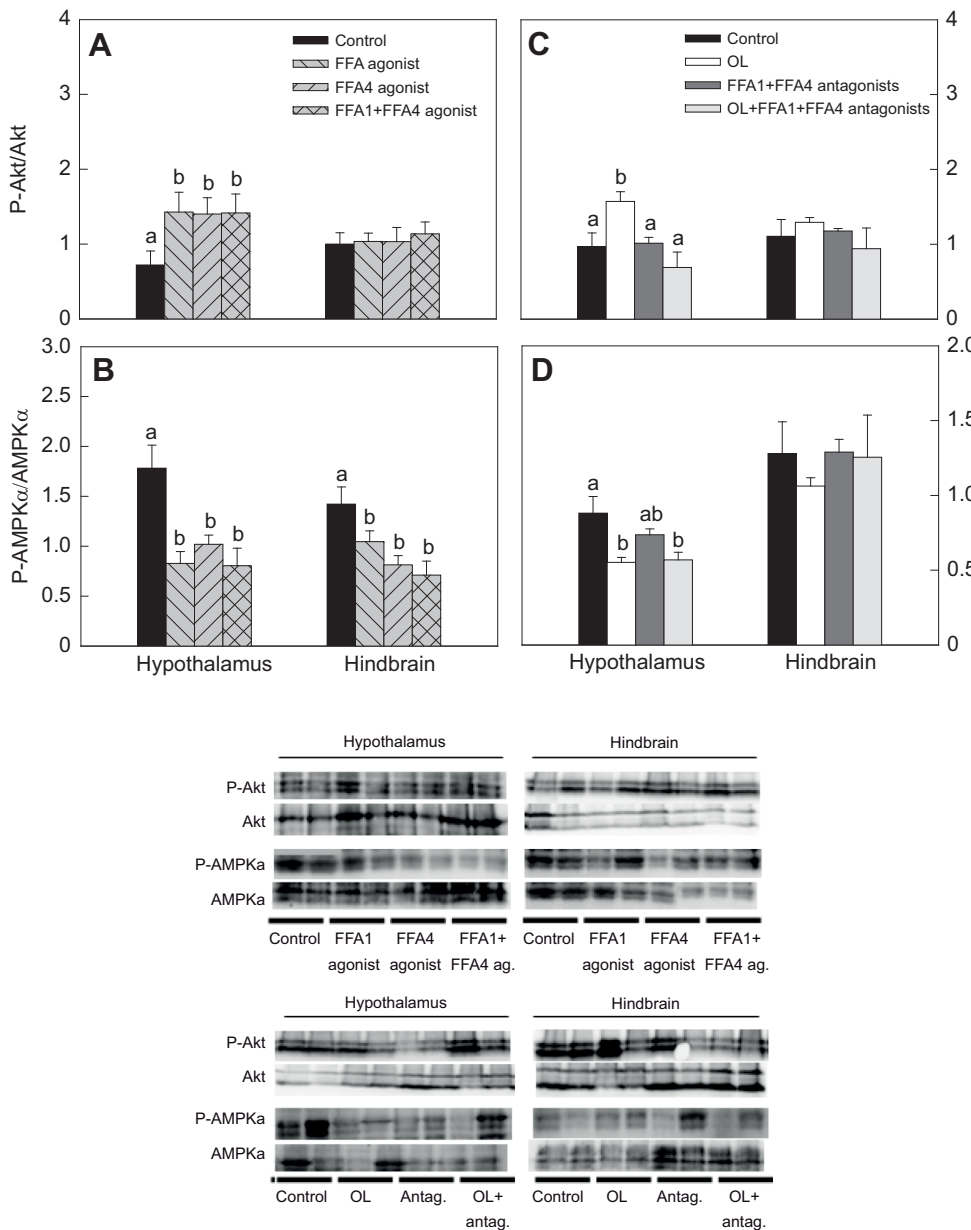 A
Control
FFA agonist
FFA4 agonist
FFA1+FFA4 agonist
P-Akt/Akt
4
3
2
1
0
a
b
b
b
C
Control
OL
FFA1+FFA4 antagonists
OL+FFA1+FFA4 antagonists
4
3
2
1
0
a
b
a
a
B
P-AMPKα/AMPKα
3.0
2.5
2.0
1.5
1.0
0.5
0
a
b
b
b
a
b
b
b
Hypothalamus
Hindbrain
D
2.0
1.5
1.0
0.5
0
a
b
ab
b
Hypothalamus
Hindbrain
Hypothalamus
Hindbrain
P-Akt
Akt
P-AMPKa
AMPKa
Control
FFA1
FFA4
FFA1+
agonist
agonist
FFA4 ag.
Control
FFA1
FFA4
FFA1+
agonist
agonist
FFA4 ag.
Hypothalamus
Hindbrain
P-Akt
Akt
P-AMPKa
AMPKa
Control
OL
Antag.
OL+
antag.
Control
OL
Antag.
OL+
antag.